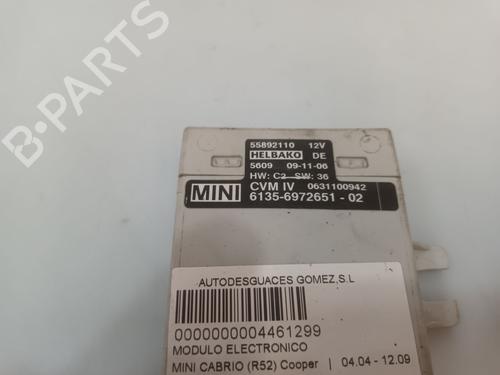 55892110 12V
HELBAKO DE
5609 09-11-06
HW: C2 SW: 36
MINI CVM IV 0631100942
6135-6972651-02
AUTODESGUACES GOMEZ,S.L
0000000004461299
MODULO ELECTRONICO
MINI CABRIO (R52) Cooper | 04.04 - 12.09
B-PARTS